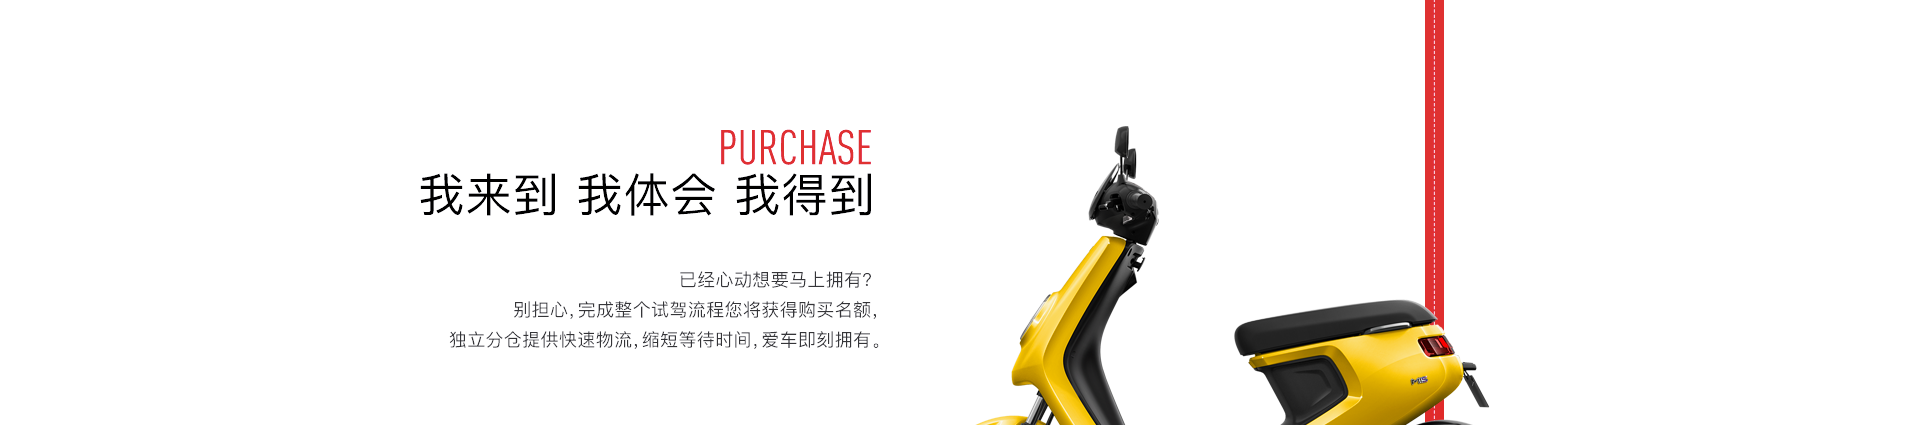 PURCHASE
我来到 我体会 我得到
已经心动想要马上拥有?
别担心,完成整个试驾流程您将获得购买名额,
独立分仓提供快速物流,缩短等待时间,爱车即刻拥有。